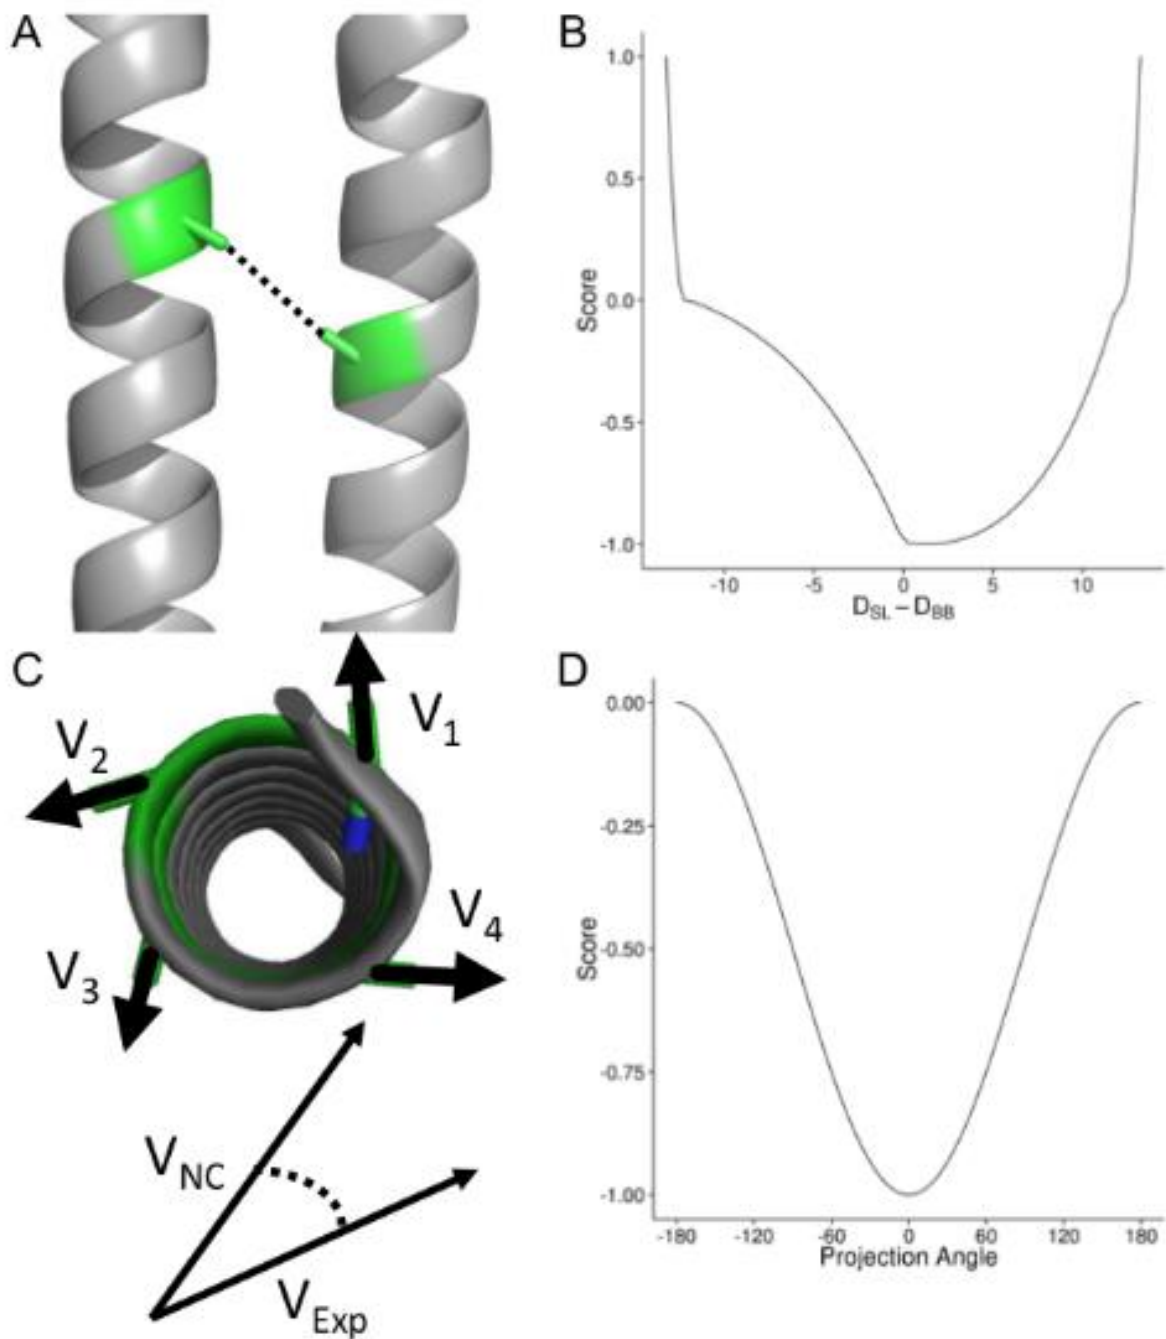 A
B
1.0
0.5
0.0
-0.5
-1.0
Score
-10 -5 0 5 10
D_SL – D_BB
C
V_1
V_2
V_3
V_4
V_NC
V_Exp
D
0.00
-0.25
-0.50
-0.75
-1.00
Score
-180 -120 -60 0 60 120 180
Projection Angle